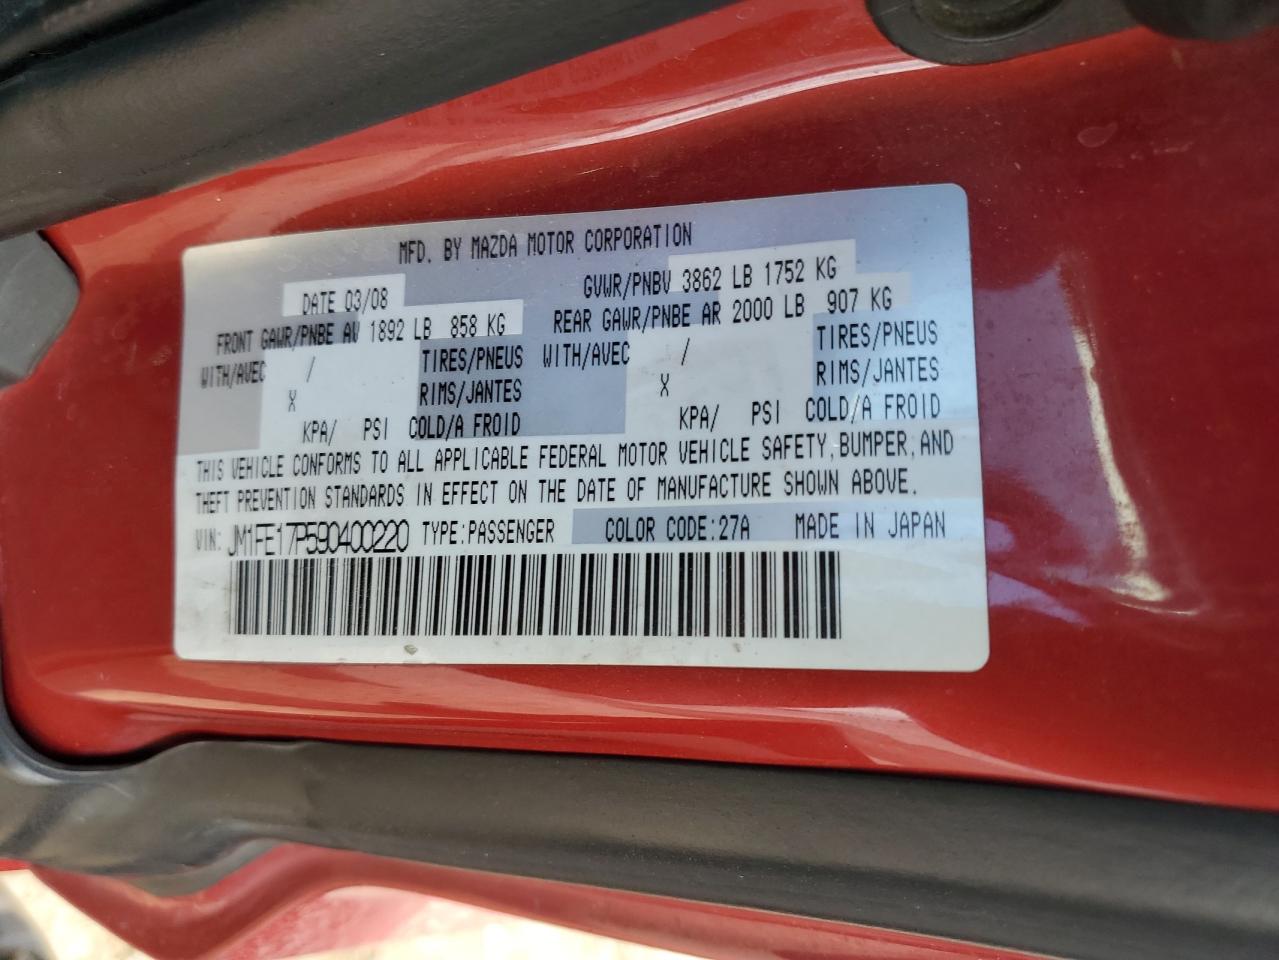 MFD. BY MAZDA MOTOR CORPORATION
DATE 03/08 GVWR/PNBV 3862 LB 1752 KG
FRONT GAWR/PNBE AV 1892 LB 858 KG REAR GAWR/PNBE AR 2000 LB 907 KG
WITH/AVEC / TIRES/PNEUS WITH/AVEC / TIRES/PNEUS
X RIMS/JANTES X RIMS/JANTES
KPA/ PSI COLD/A FROID KPA/ PSI COLD/A FROID
THIS VEHICLE CONFORMS TO ALL APPLICABLE FEDERAL MOTOR VEHICLE SAFETY, BUMPER, AND
THEFT PREVENTION STANDARDS IN EFFECT ON THE DATE OF MANUFACTURE SHOWN ABOVE.
VIN: JM1FE17P590400220 TYPE:PASSENGER COLOR CODE:27A MADE IN JAPAN